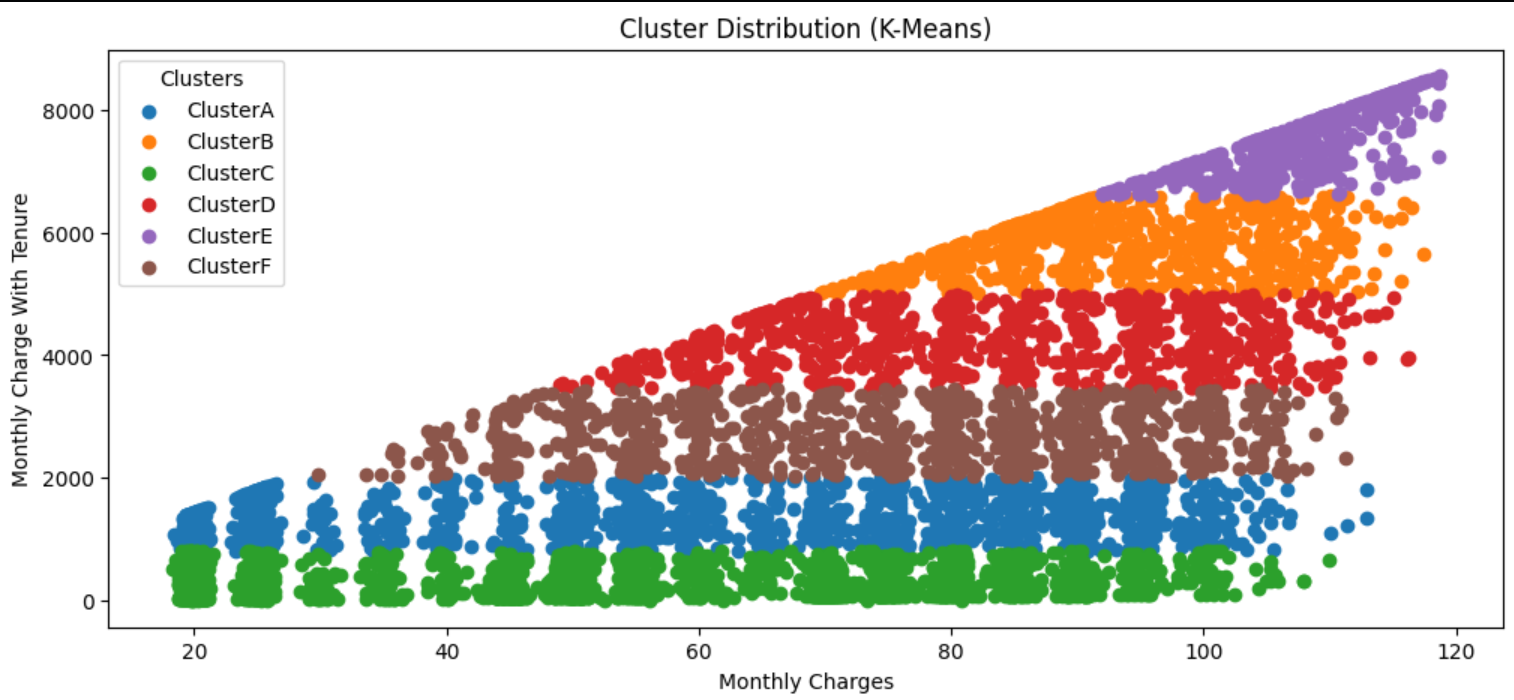 Cluster Distribution (K-Means)
Clusters
ClusterA
ClusterB
ClusterC
ClusterD
ClusterE
ClusterF
Monthly Charge With Tenure
8000
6000
4000
2000
0
20 40 60 80 100 120
Monthly Charges